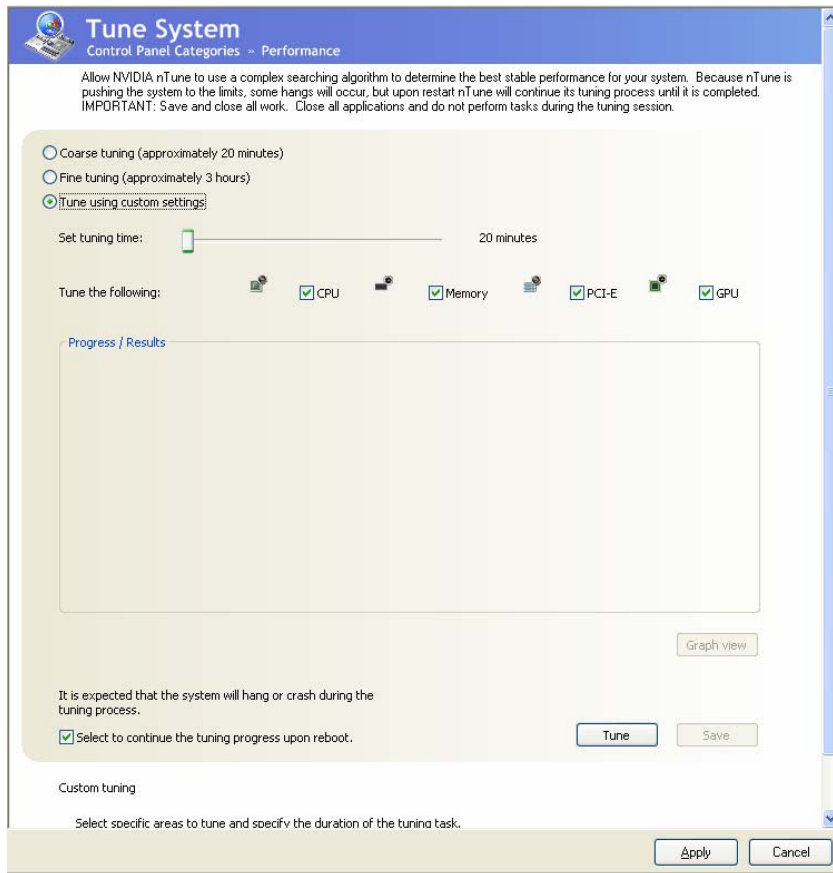 Tune System
Control Panel Categories - Performance
Allow NVIDIA nTune to use a complex searching algorithm to determine the best stable performance for your system. Because nTune is
pushing the system to the limits, some hangs will occur, but upon restart nTune will continue its tuning process until it is completed.
IMPORTANT: Save and close all work. Close all applications and do not perform tasks during the tuning session.
Coarse tuning (approximately 20 minutes)
Fine tuning (approximately 3 hours)
Tune using custom settings
Set tuning time: 20 minutes
Tune the following: CPU Memory PCI-E GPU
Progress / Results
Graph view
It is expected that the system will hang or crash during the
tuning process.
Select to continue the tuning progress upon reboot.
Tune Save
Custom tuning
Select specific areas to tune and specify the duration of the tuning task.
Apply Cancel